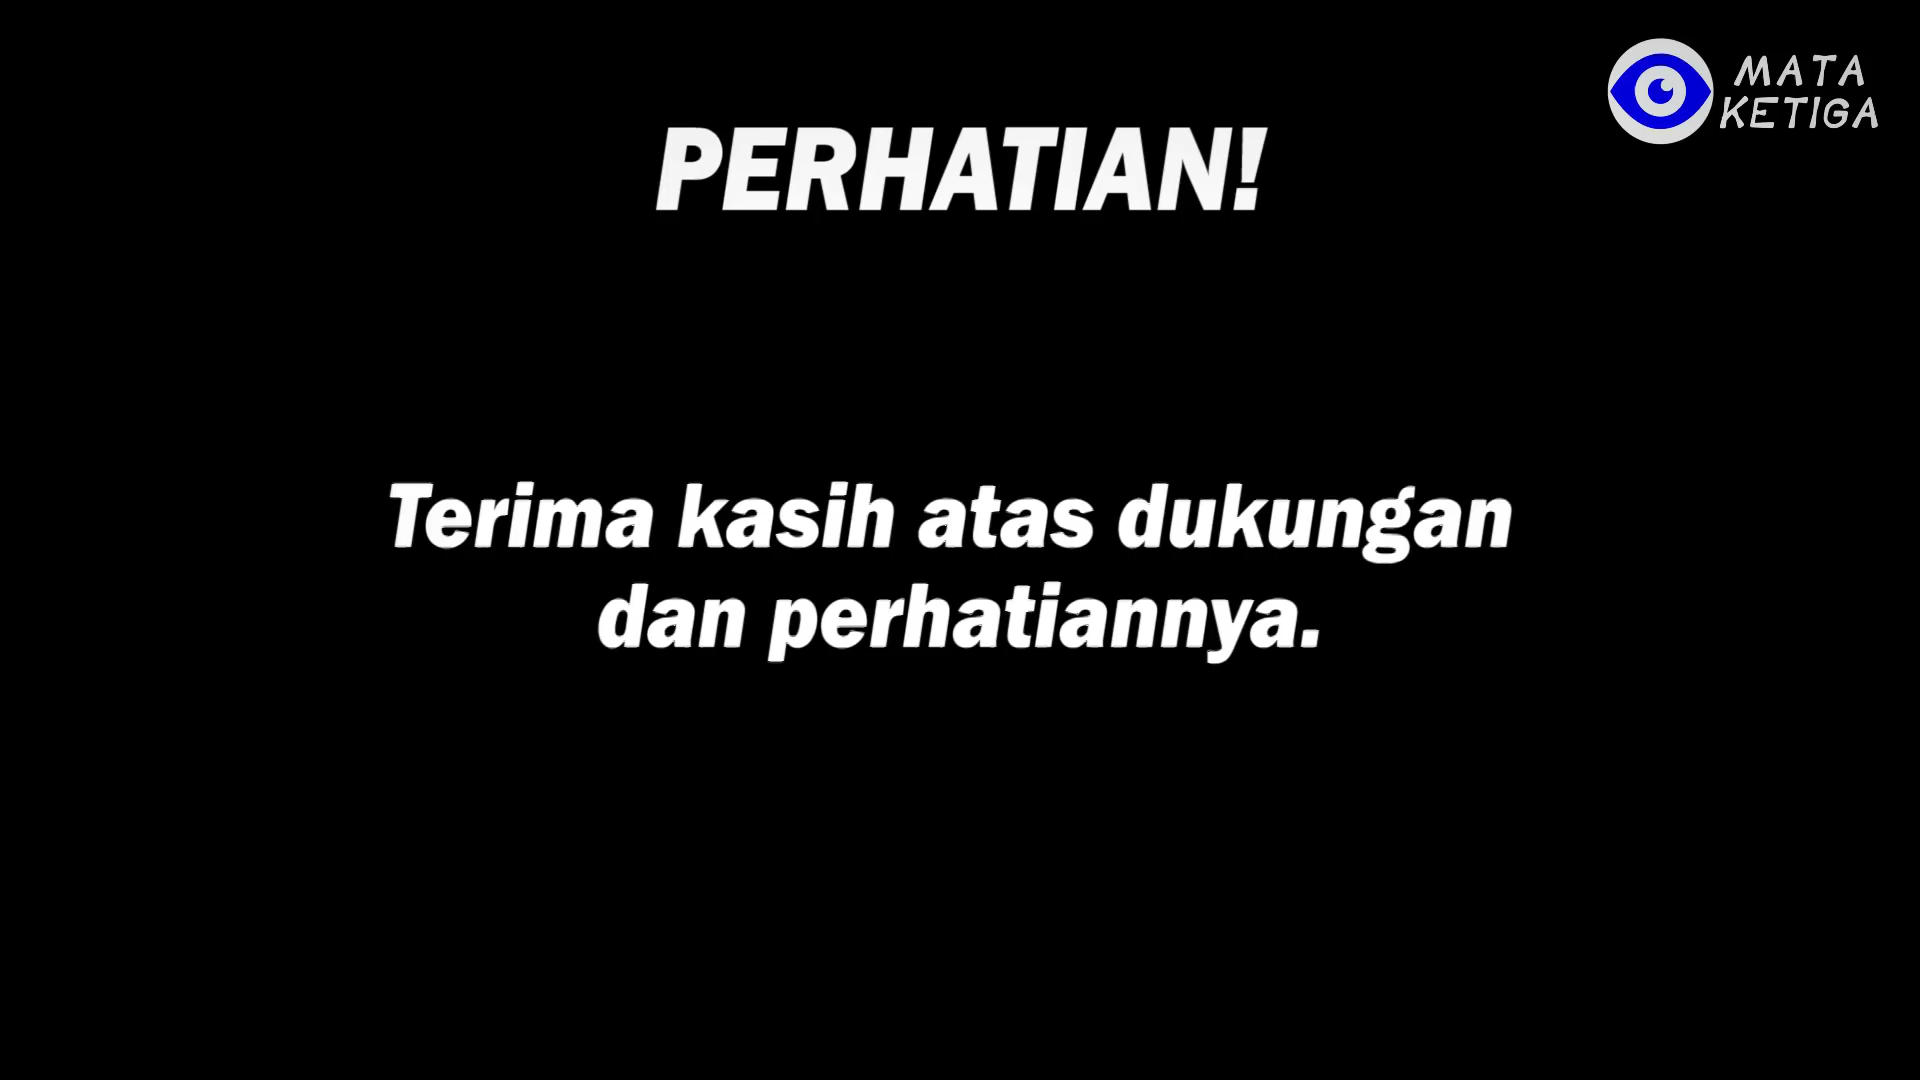 MATA
KETIGA
PERHATIAN!
Terima kasih atas dukungan
dan perhatiannya.